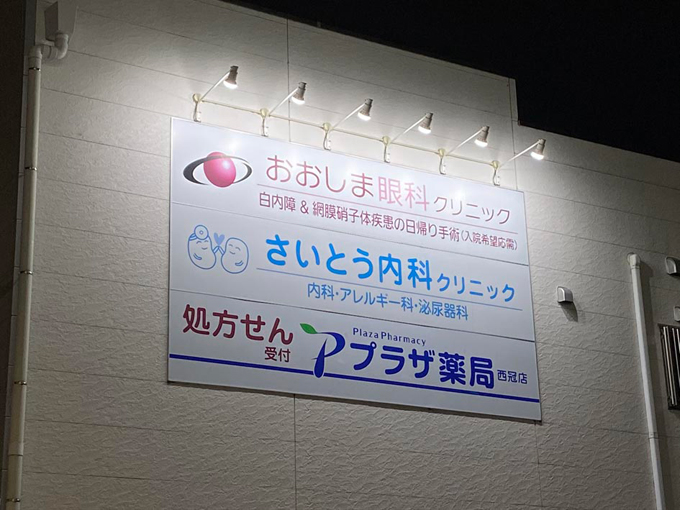 おおしま眼科クリニック
白内障 & 網膜硝子体疾患の日帰り手術(入院希望応需)
さいとう内科クリニック
内科・アレルギー科・泌尿器科
処方せん
受付
Plaza Pharmacy
プラザ薬局 西冠店